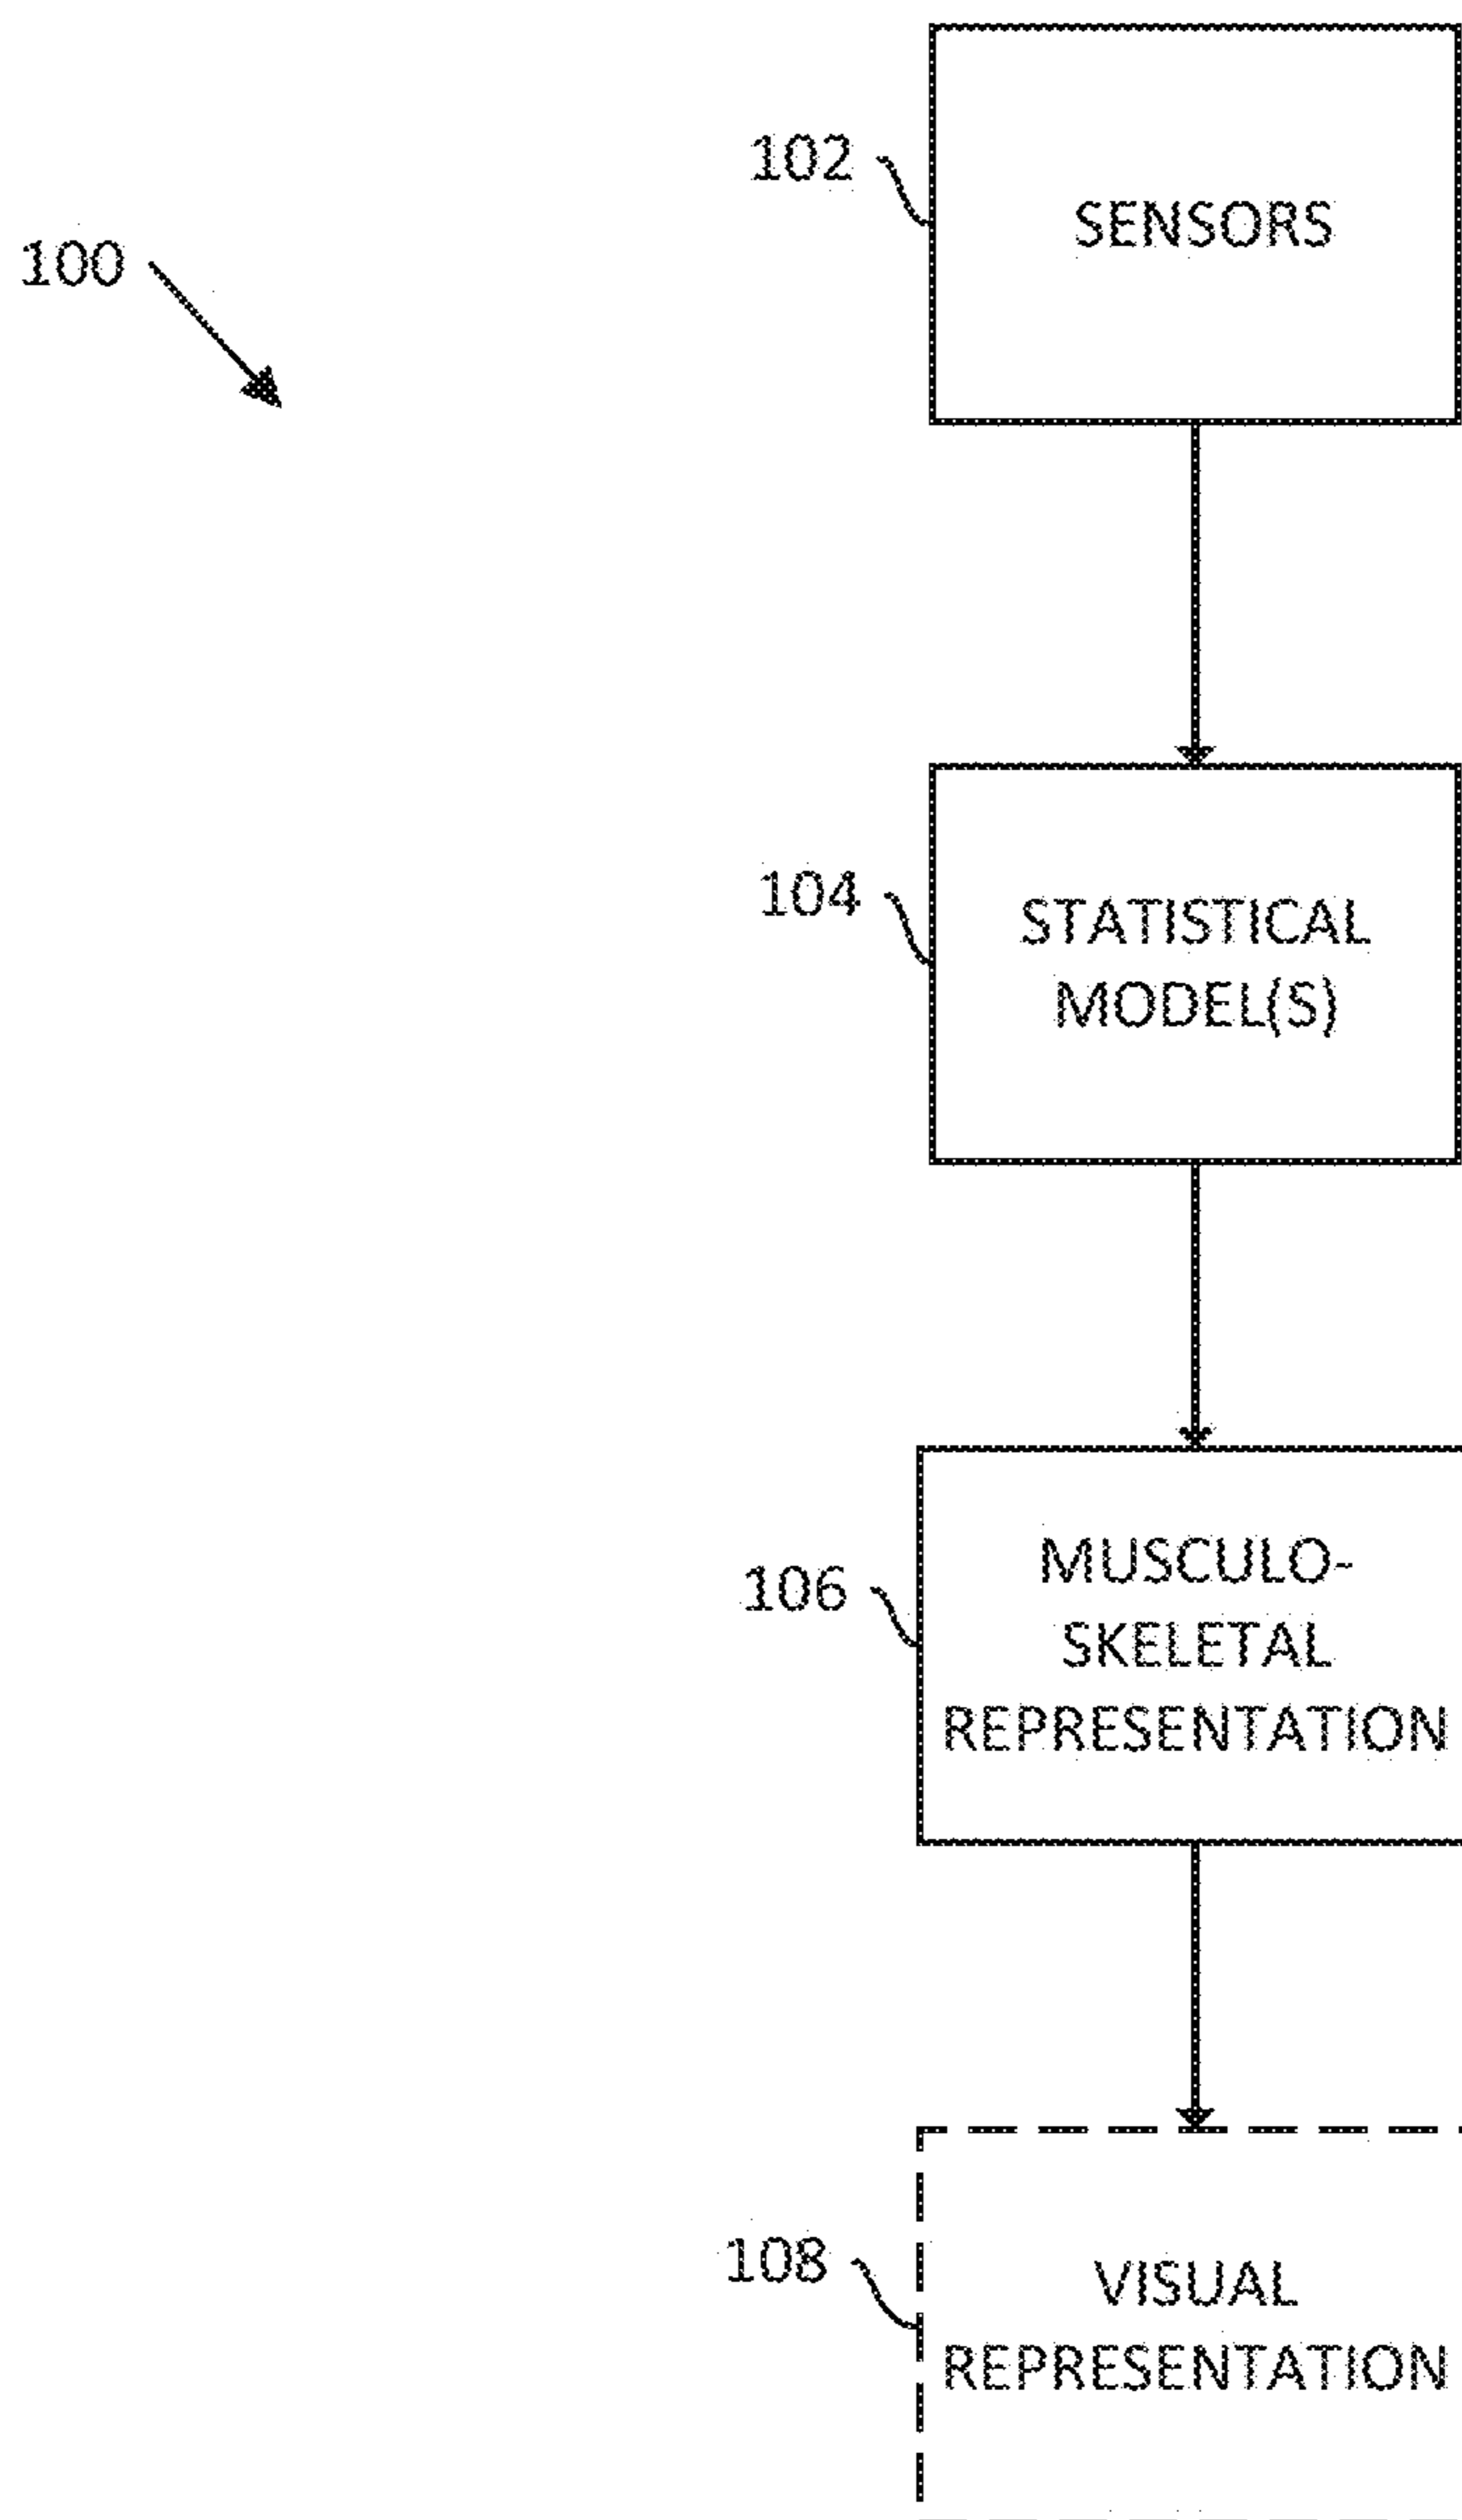 102
SENSORS
100
104
STATISTICAL
MODEL(S)
106
MUSCULO-
SKELETAL
REPRESENTATION
108
VISUAL
REPRESENTATION